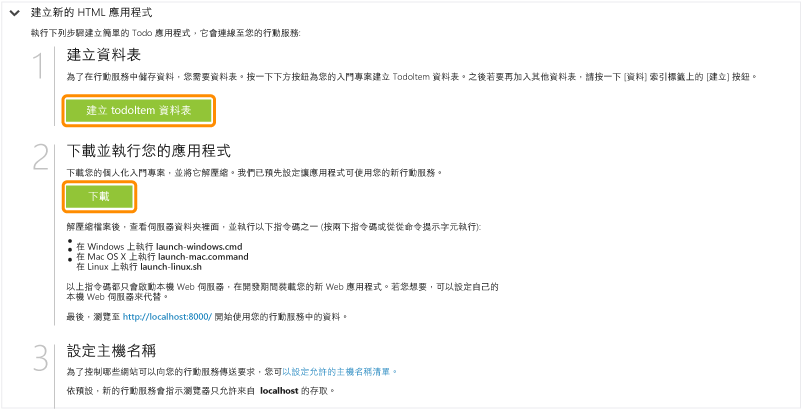 建立新的 HTML 應用程式
執行下列步驟建立簡單的 Todo 應用程式，它會連線至您的行動服務:
1
建立資料表
為了在行動服務中儲存資料，您需要資料表。按一下下方按鈕為您的入門專案建立 TodoItem 資料表。之後若要再加入其他資料表，請按一下 [資料] 索引標籤上的 [建立] 按鈕。
建立 todoItem 資料表
2
下載並執行您的應用程式
下載您的個人化入門專案，並將它解壓縮。我們已預先設定讓應用程式可使用您的新行動服務。
下載
解壓縮檔案後，查看伺服器資料夾裡面，並執行以下指令碼之一 (按兩下指令碼或從從命令提示字元執行):
在 Windows 上執行 launch-windows.cmd
在 Mac OS X 上執行 launch-mac.command
在 Linux 上執行 launch-linux.sh
以上指令碼都只會啟動本機 Web 伺服器，在開發期間裝載您的新 Web 應用程式。若您想要，可以設定自己的
本機 Web 伺服器來代替。
最後，瀏覽至 http://localhost:8000/ 開始使用您的行動服務中的資料。
3
設定主機名稱
為了控制哪些網站可以向您的行動服務傳送要求，您可以設定允許的主機名稱清單。
依預設，新的行動服務會指示瀏覽器只允許來自 localhost 的存取。